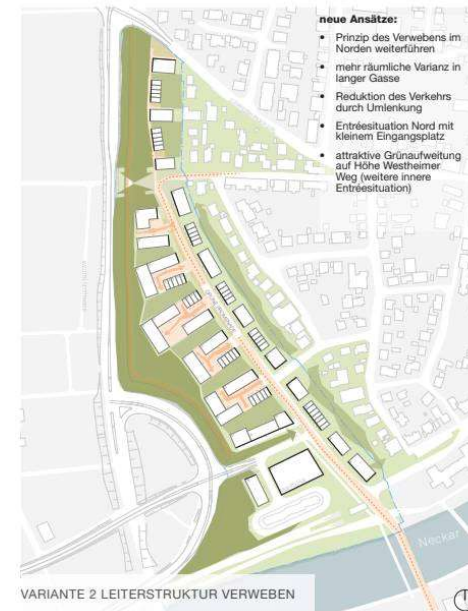 neue Ansätze:
• Prinzip des Verwebens im
Norden weiterführen
• mehr räumliche Varianz in
langer Gasse
• Reduktion des Verkehrs
durch Umlenkung
• Entréesituation Nord mit
kleinem Eingangsplatz
• attraktive Grünaufweitung
auf Höhe Westheimer
Weg (weitere innere
Entréesituation)
Neckar
VARIANTE 2 LEITERSTRUKTUR VERWEBEN